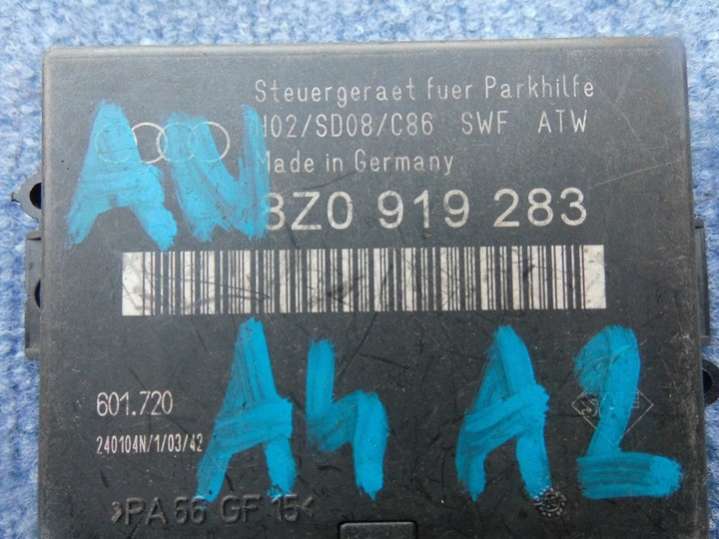 Steuergeraet fuer Parkhilfe
H02/SD08/C86 SWF ATW
Made in Germany
AW
8Z0 919 283
601.720
240104N/1/03/42
A4 A2
>PA 66 GF 15<